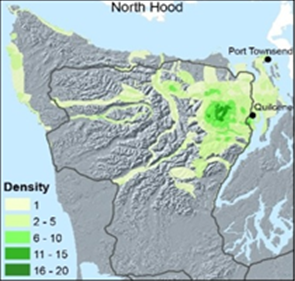 North Hood
Port Townsend
Quilcene
Density
1
2 - 5
6 - 10
11 - 15
16 - 20